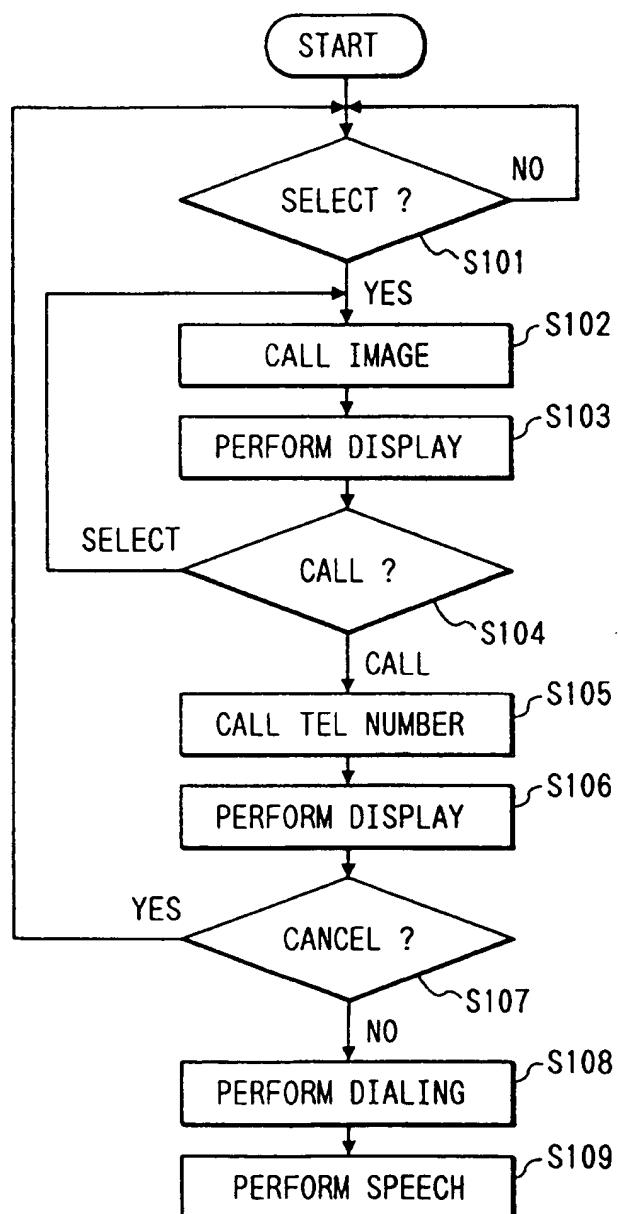 START
NO
SELECT ?
S101
YES
S102
CALL IMAGE
S103
PERFORM DISPLAY
SELECT
CALL ?
S104
CALL
S105
CALL TEL NUMBER
S106
PERFORM DISPLAY
YES
CANCEL ?
S107
NO
S108
PERFORM DIALING
S109
PERFORM SPEECH